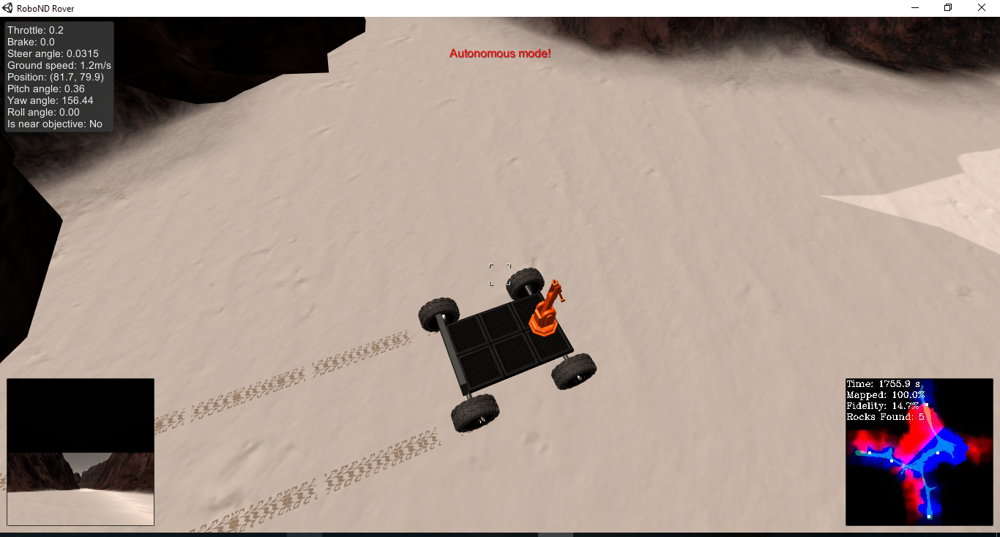 RoboND Rover
Throttle: 0.2
Brake: 0.0
Steer angle: 0.0315
Ground speed: 1.2m/s
Position: (81.7, 79.9)
Pitch angle: 0.36
Yaw angle: 156.44
Roll angle: 0.00
Is near objective: No
Autonomous mode!
Time: 1755.9 s
Mapped: 100.0%
Fidelity: 14.7%
Rocks Found: 5